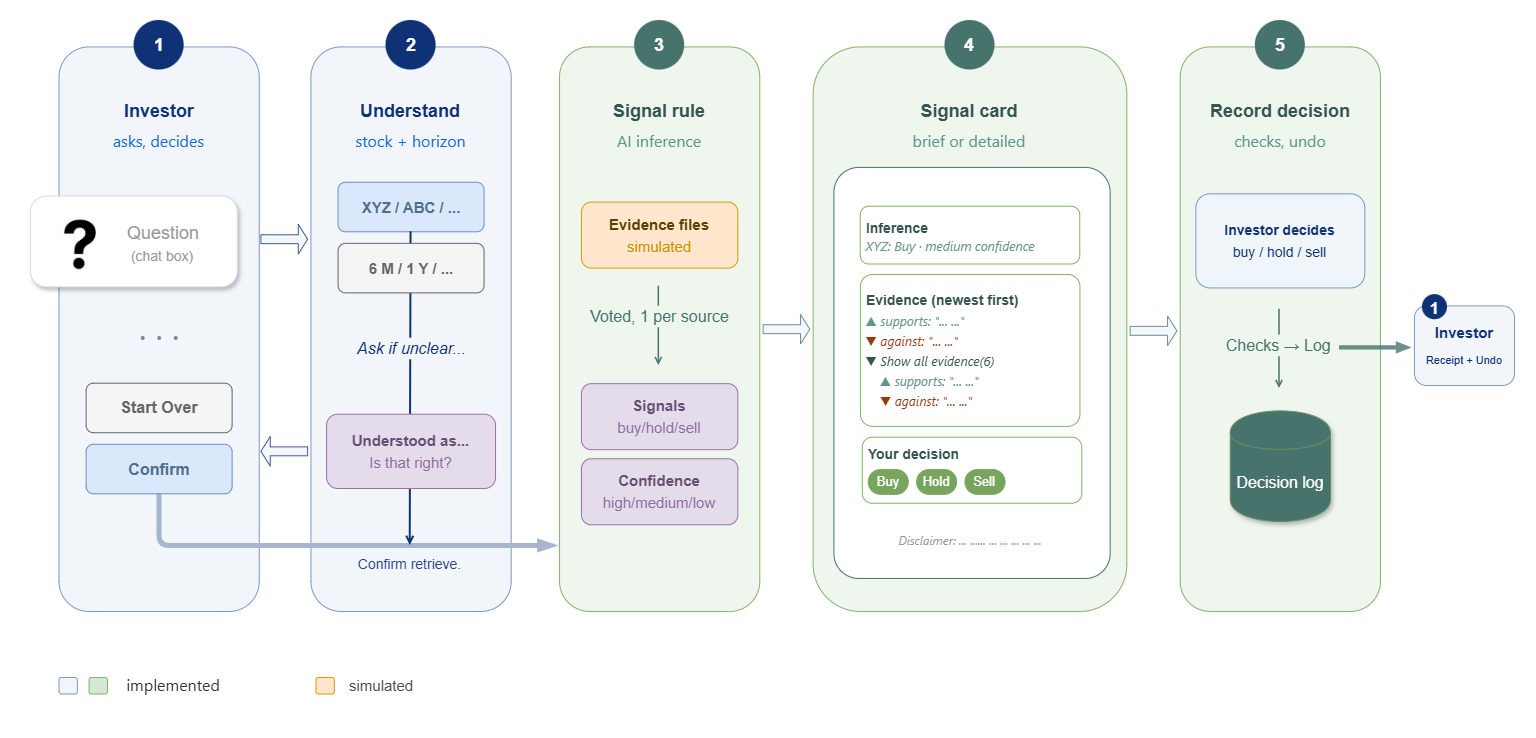 1
Investor
asks, decides
?
Question
(chat box)
• • •
Start Over
Confirm
2
Understand
stock + horizon
XYZ / ABC / ...
6 M / 1 Y / ...
Ask if unclear...
Understood as...
Is that right?
Confirm retrieve.
3
Signal rule
AI inference
Evidence files
simulated
Voted, 1 per source
Signals
buy/hold/sell
Confidence
high/medium/low
4
Signal card
brief or detailed
Inference
XYZ: Buy · medium confidence
Evidence (newest first)
▲ supports: "... ..."
▼ against: "... ..."
▼ Show all evidence(6)
▲ supports: "... ..."
▼ against: "... ..."
Your decision
Buy Hold Sell
Disclaimer: ... ...... ... ... ... ... ...
5
Record decision
checks, undo
Investor decides
buy / hold / sell
Checks → Log
Decision log
1
Investor
Receipt + Undo
implemented
simulated